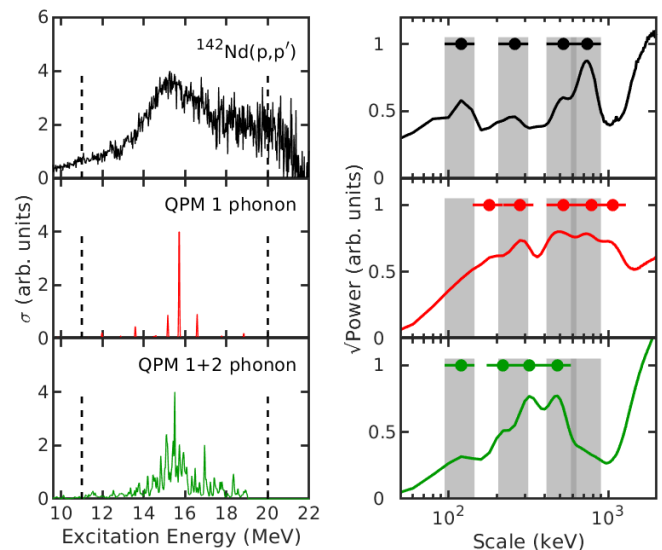 6
¹⁴²Nd(p,p′)
4
2
0
QPM 1 phonon
4
2
0
QPM 1+2 phonon
4
2
0
10 12 14 16 18 20 22
Excitation Energy (MeV)
σ (arb. units)
1
0.5
0
1
0.5
0
1
0.5
0
10² 10³
Scale (keV)
√Power (arb. units)